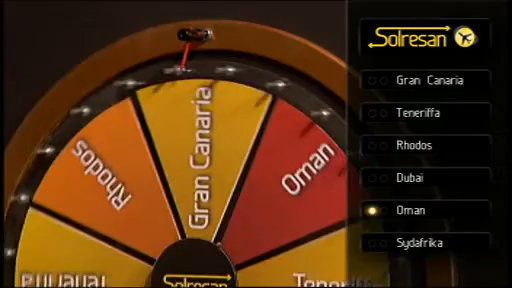 Solresan
Gran Canaria
Teneriffa
Rhodos
Dubai
Oman
Sydafrika
Rhodos
Gran Canaria
Oman
Solresan